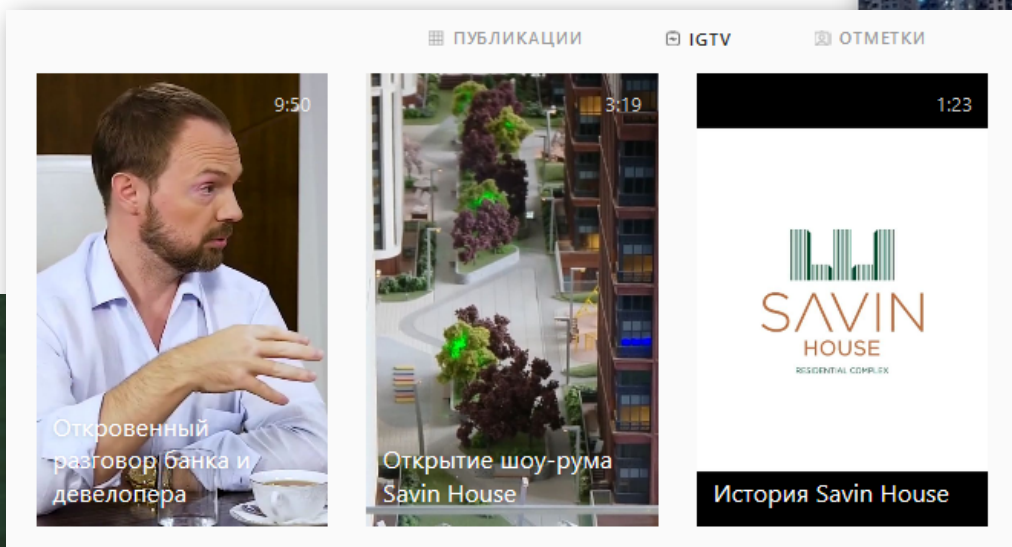 ПУБЛИКАЦИИ IGTV ОТМЕТКИ
9:50
Откровенный
разговор банка и
девелопера
3:19
Открытие шоу-рума
Savin House
1:23
SAVIN
HOUSE
RESIDENTIAL COMPLEX
История Savin House